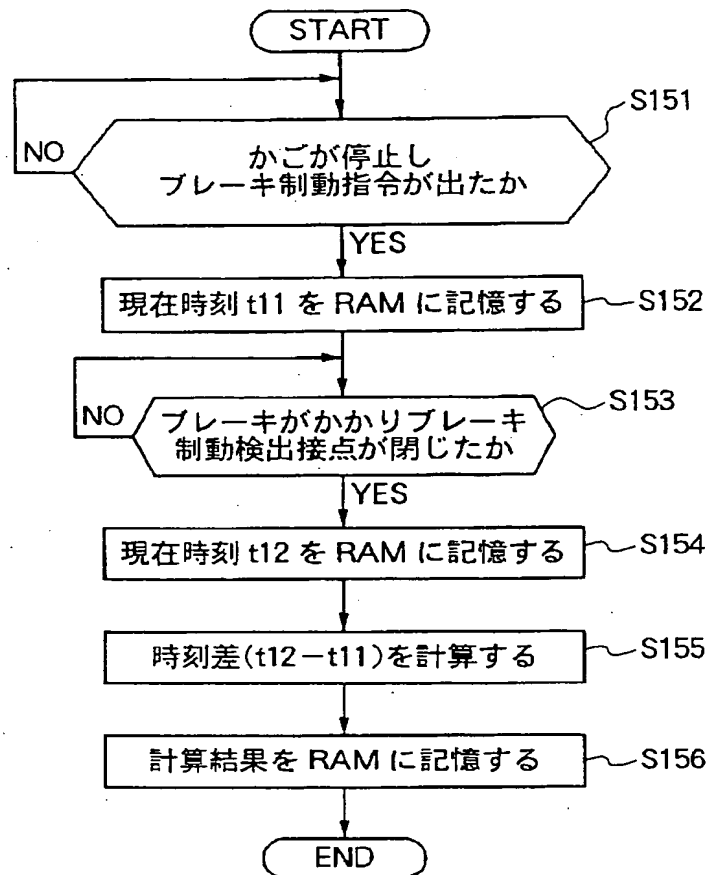 START
S151
NO
かごが停止し
ブレーキ制動指令が出たか
YES
現在時刻 t11 を RAM に記憶する
S152
NO
ブレーキがかかりブレーキ
制動検出接点が閉じたか
S153
YES
現在時刻 t12 を RAM に記憶する
S154
時刻差(t12－t11)を計算する
S155
計算結果を RAM に記憶する
S156
END